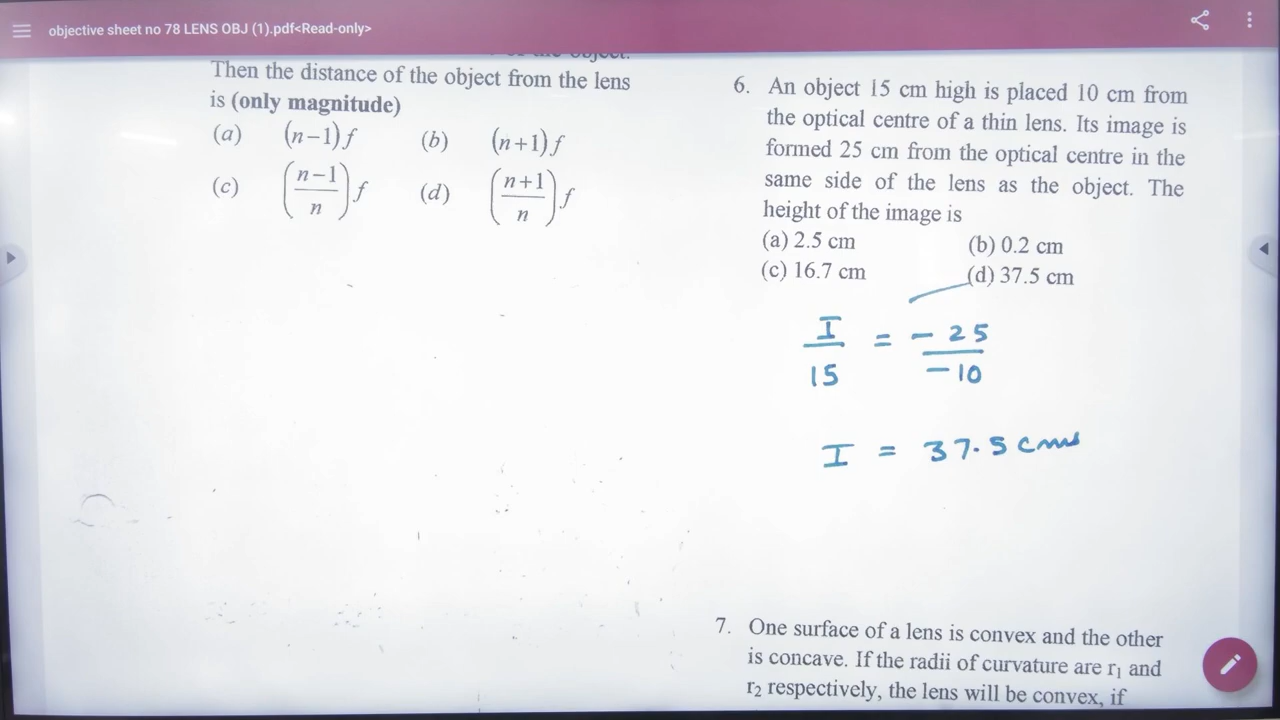 objective sheet no 78 LENS OBJ (1).pdf<Read-only>
Then the distance of the object from the lens
is (only magnitude)
(a) (n−1)f (b) (n+1)f
(c) ((n−1)/n) f (d) ((n+1)/n) f
6. An object 15 cm high is placed 10 cm from
the optical centre of a thin lens. Its image is
formed 25 cm from the optical centre in the
same side of the lens as the object. The
height of the image is
(a) 2.5 cm (b) 0.2 cm
(c) 16.7 cm (d) 37.5 cm
I/15 = −25/−10
I = 37.5 cms
7. One surface of a lens is convex and the other
is concave. If the radii of curvature are r₁ and
r₂ respectively, the lens will be convex, if